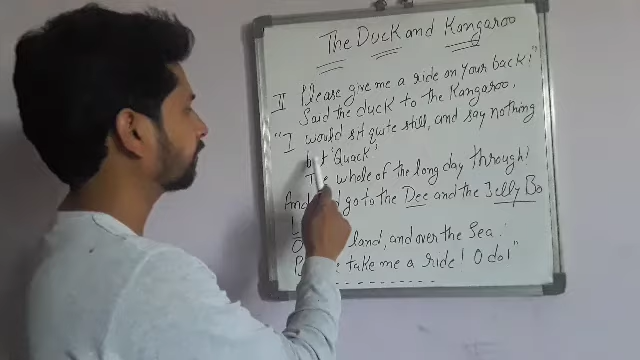 The Duck and Kangaroo
II Please give me a ride on your back!"
Said the duck to the Kangaroo,
"I would sit quite still, and say nothing
but 'Quack'
The whole of the long day through!
And go to the Dee and the Jelly Bo
land, and over the Sea.
take me a ride! O do!"